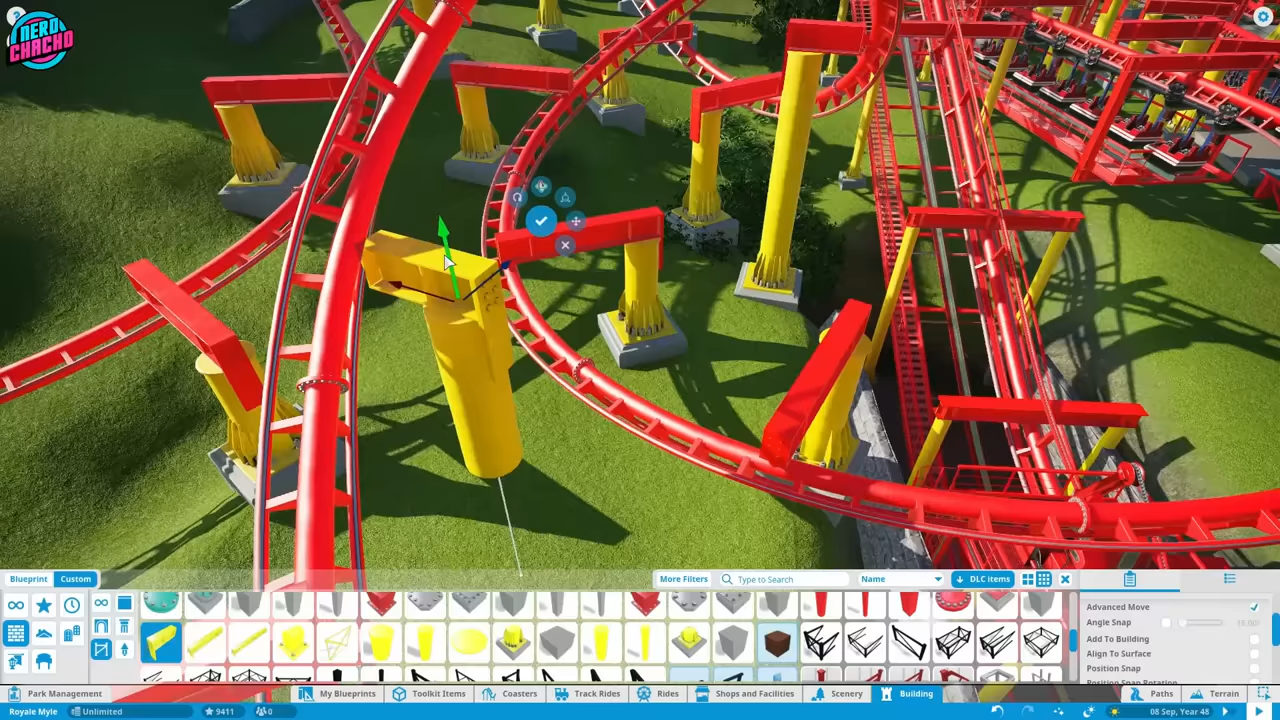 ?
NERD
CHACHO
Blueprint Custom More Filters Type to Search Name DLC items
Advanced Move
Angle Snap
Add To Building
Align To Surface
Position Snap
Park Management My Blueprints Toolkit Items Coasters Track Rides Rides Shops and Facilities Scenery Building Paths Terrain
Royale Myle Unlimited 9411 0 08 Sep, Year 48